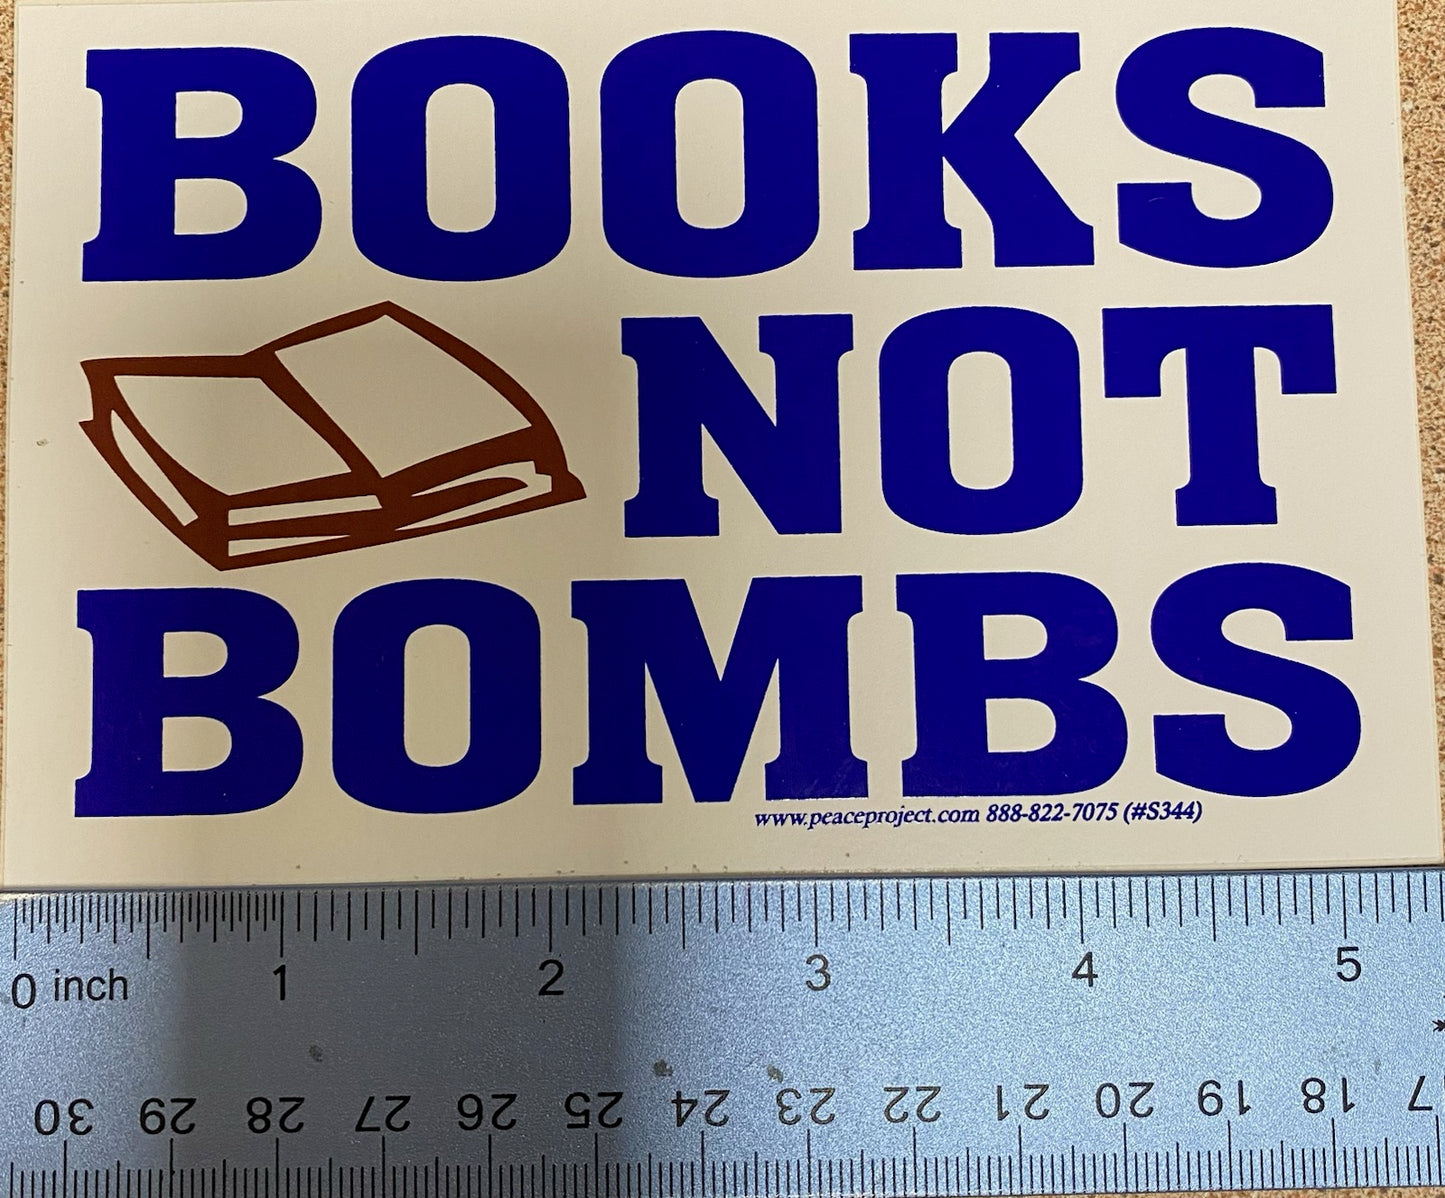 BOOKS
NOT
BOMBS
www.peaceproject.com 888-822-7075 (#S344)
0 inch 1 2 3 4 5
30 29 28 27 26 25 24 23 22 21 20 19 18 7